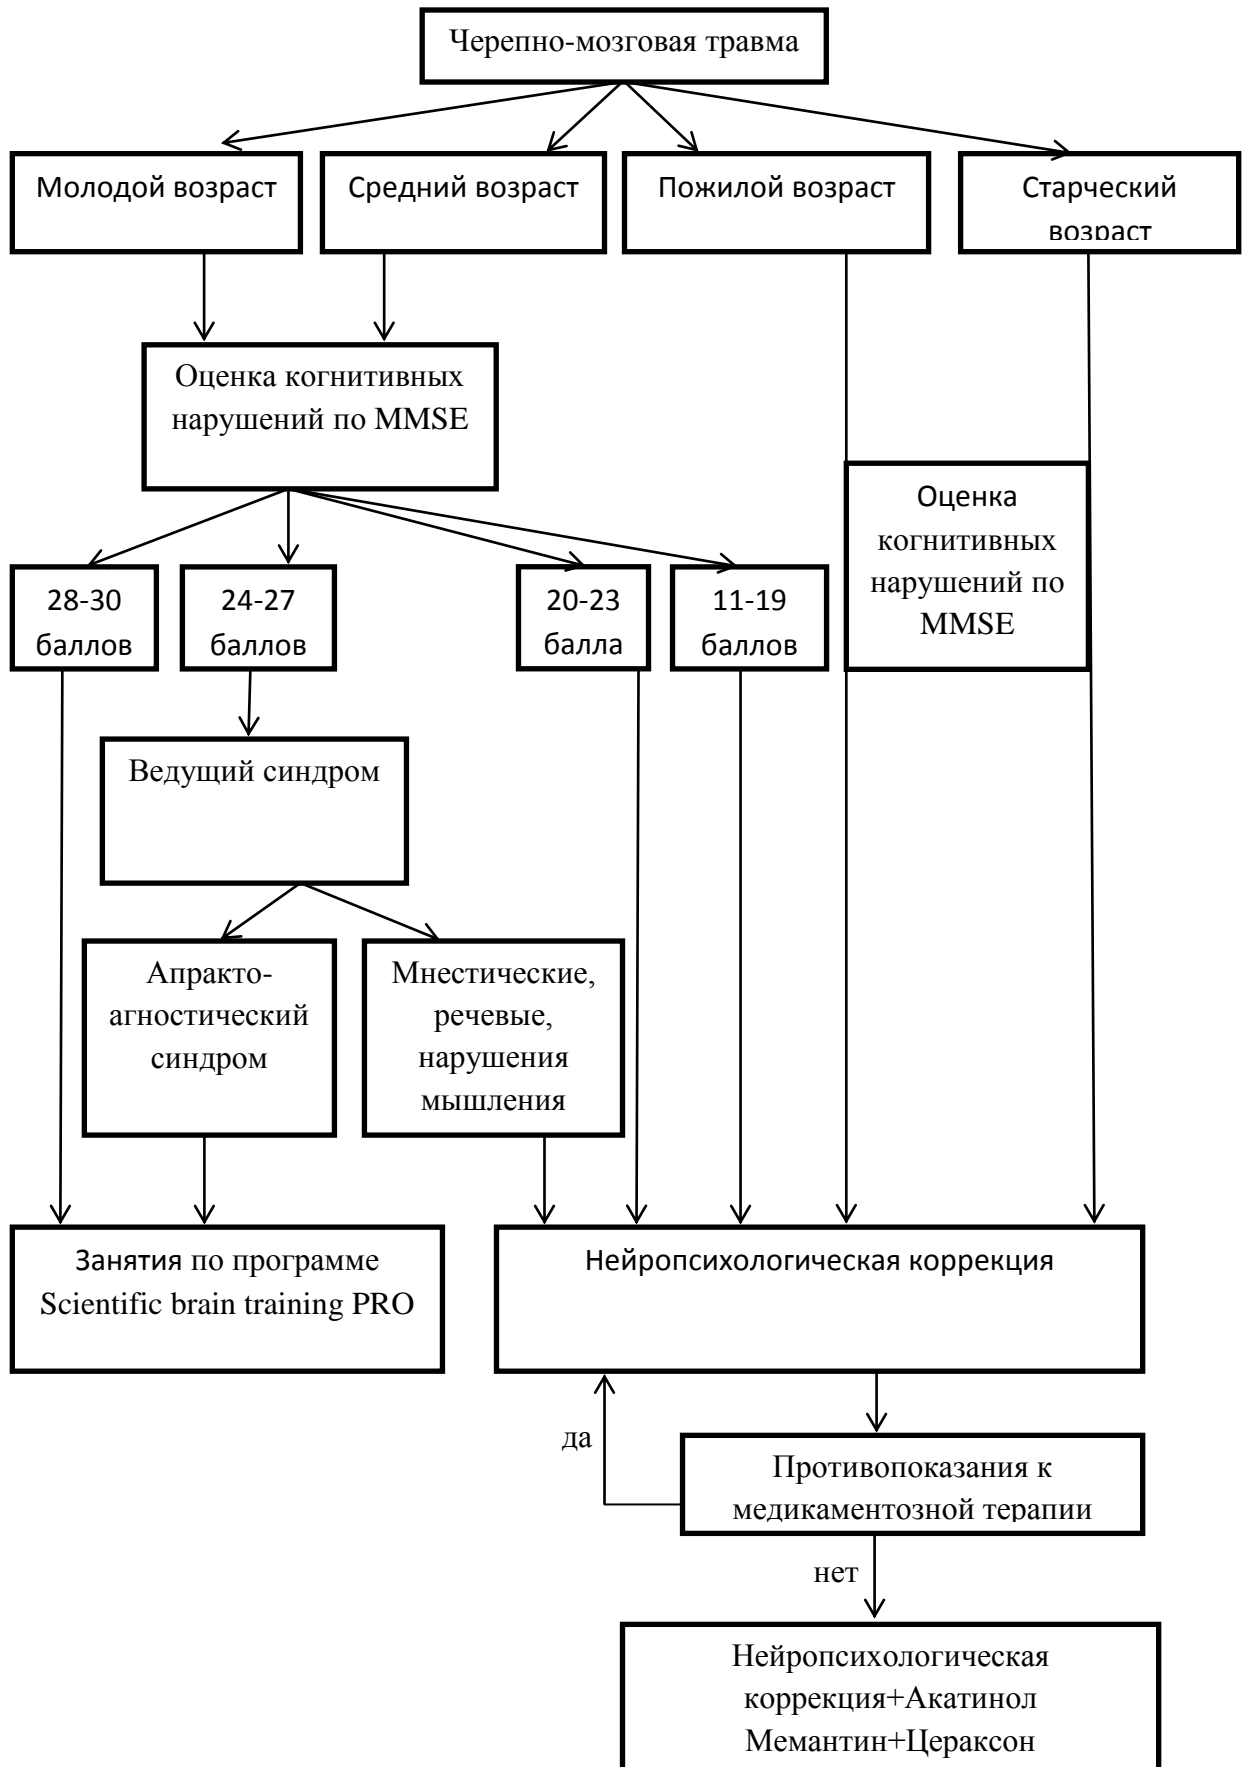 Черепно-мозговая травма
Молодой возраст
Средний возраст
Пожилой возраст
Старческий
возраст
Оценка когнитивных
нарушений по MMSE
Оценка
когнитивных
нарушений по
MMSE
28-30
баллов
24-27
баллов
20-23
балла
11-19
баллов
Ведущий синдром
Апракто-
агностический
синдром
Мнестические,
речевые,
нарушения
мышления
Занятия по программе
Scientific brain training PRO
Нейропсихологическая коррекция
да
Противопоказания к
медикаментозной терапии
нет
Нейропсихологическая
коррекция+Акатинол
Мемантин+Цераксон